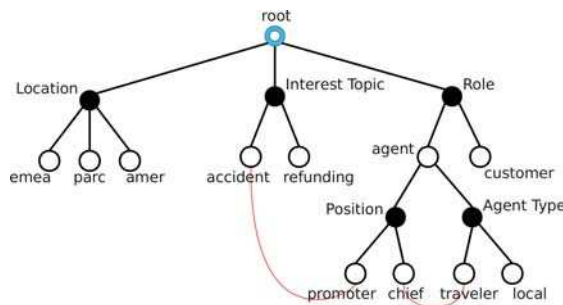 root
Location
Interest Topic
Role
agent
emea
parc
amer
accident
refunding
customer
Position
Agent Type
promoter
chief
traveler
local